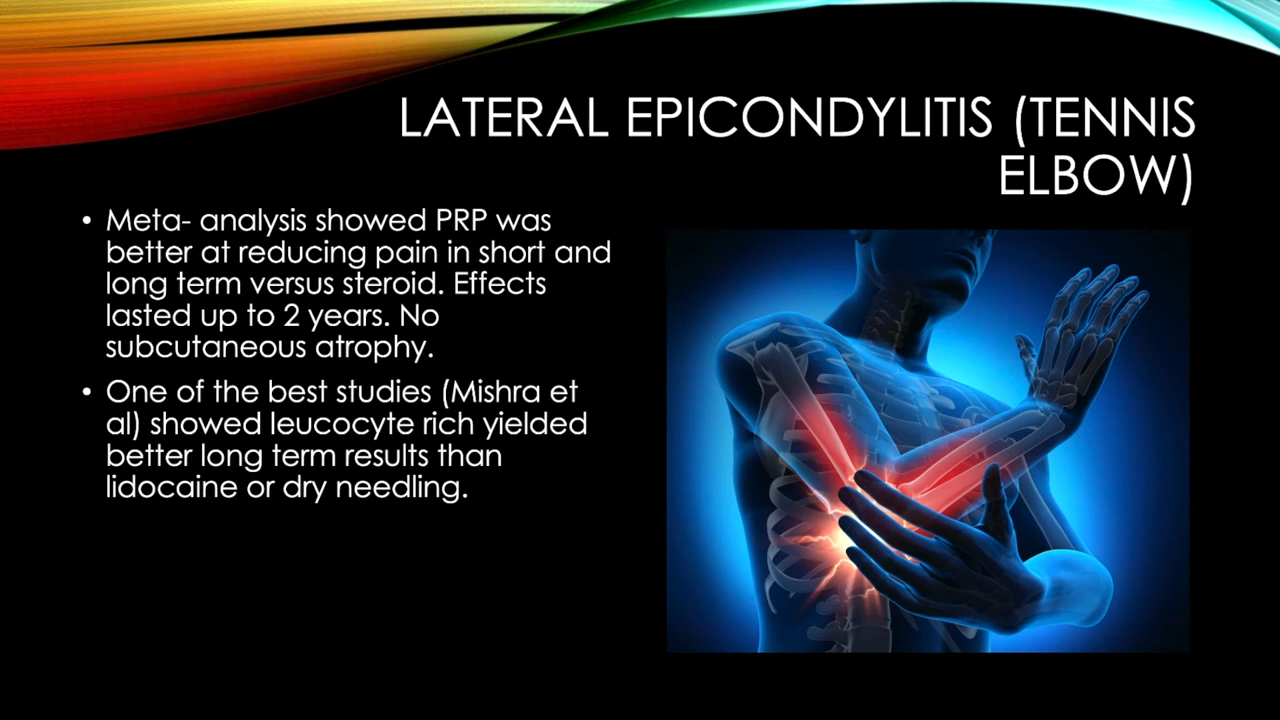 LATERAL EPICONDYLITIS (TENNIS
ELBOW)
• Meta- analysis showed PRP was
better at reducing pain in short and
long term versus steroid. Effects
lasted up to 2 years. No
subcutaneous atrophy.
• One of the best studies (Mishra et
al) showed leucocyte rich yielded
better long term results than
lidocaine or dry needling.